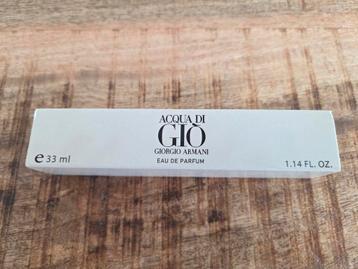 ACQUA DI
GIÒ
GIORGIO ARMANI
EAU DE PARFUM
℮ 33 ml
1.14 FL. OZ.